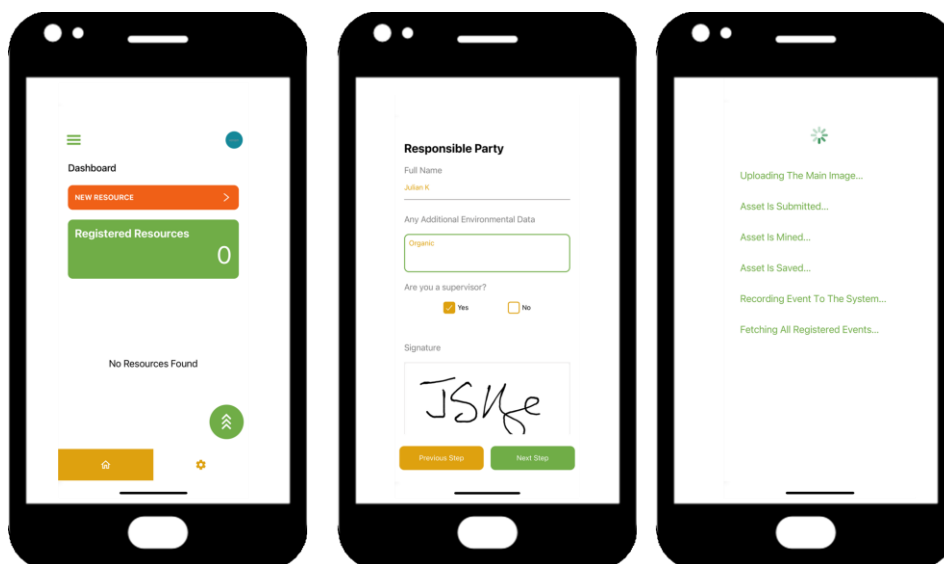 Dashboard
NEW RESOURCE
Registered Resources
0
No Resources Found
Responsible Party
Full Name
Julian K
Any Additional Environmental Data
Organic
Are you a supervisor?
Yes
No
Signature
Previous Step
Next Step
Uploading The Main Image...
Asset Is Submitted...
Asset Is Mined...
Asset Is Saved...
Recording Event To The System...
Fetching All Registered Events...